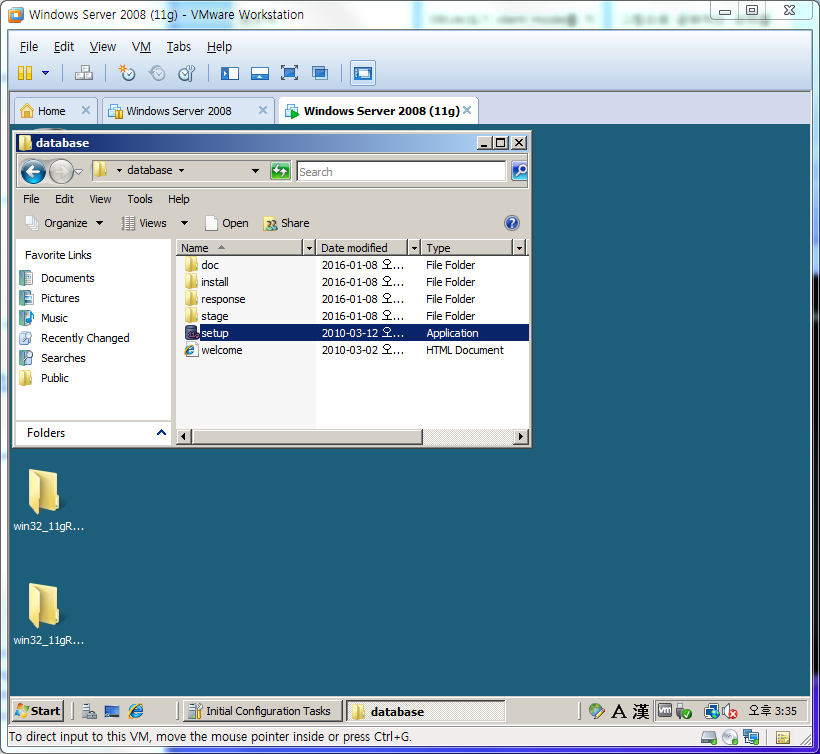 Windows Server 2008 (11g) - VMware Workstation
File Edit View VM Tabs Help
Home Windows Server 2008 Windows Server 2008 (11g)
database
database Search
File Edit View Tools Help
Organize Views Open Share
Favorite Links
Documents
Pictures
Music
Recently Changed
Searches
Public
Folders
Name Date modified Type
doc 2016-01-08 오... File Folder
install 2016-01-08 오... File Folder
response 2016-01-08 오... File Folder
stage 2016-01-08 오... File Folder
setup 2010-03-12 오... Application
welcome 2010-03-02 오... HTML Document
win32_11gR...
win32_11gR...
Start Initial Configuration Tasks database A 漢 vm 오후 3:35
To direct input to this VM, move the mouse pointer inside or press Ctrl+G.